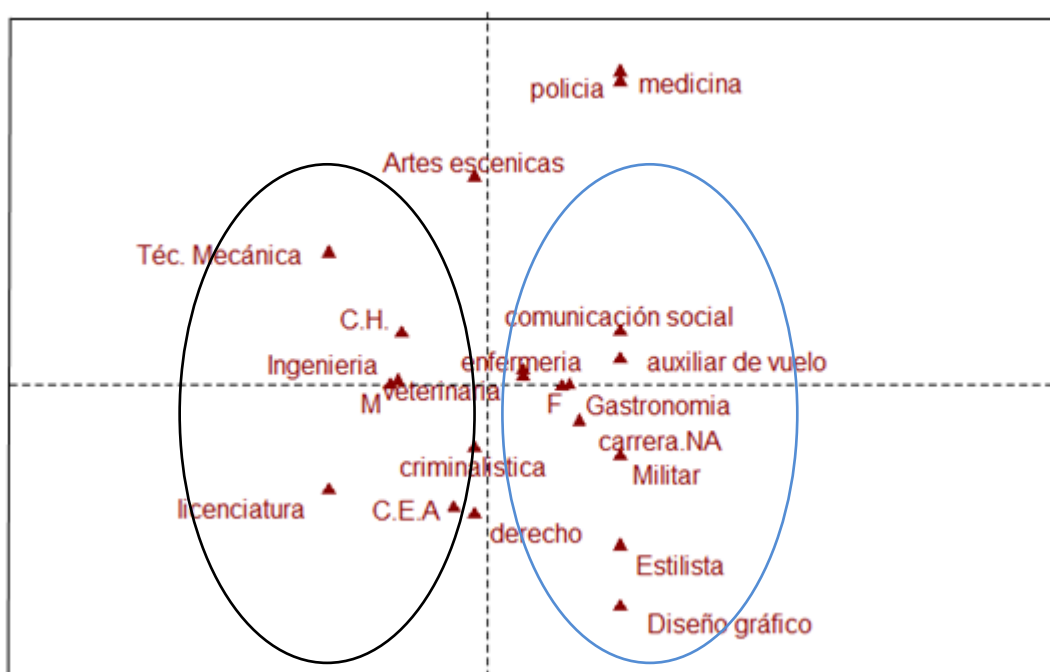 policia
medicina
Artes escenicas
Téc. Mecánica
C.H.
comunicación social
Ingenieria
enfermeria
auxiliar de vuelo
M
veterinaria
F
Gastronomia
carrera.NA
criminalistica
Militar
licenciatura
C.E.A
derecho
Estilista
Diseño gráfico